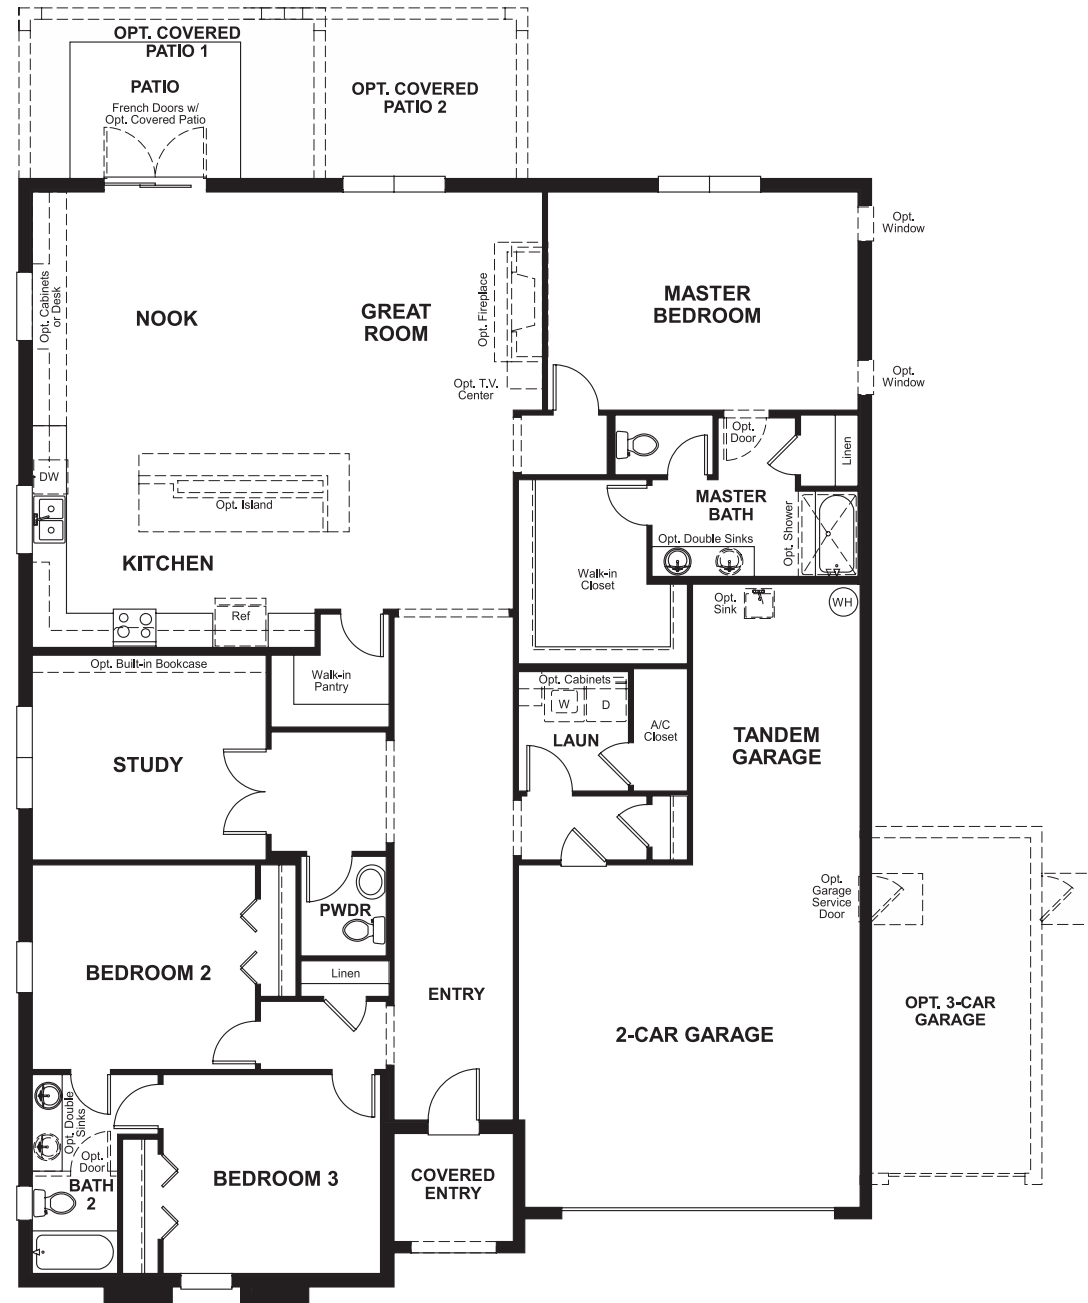 OPT. COVERED
PATIO 1
PATIO
French Doors w/
Opt. Covered Patio
OPT. COVERED
PATIO 2
Opt.
Window
Opt. Cabinets
or Desk
NOOK
GREAT
ROOM
Opt. Fireplace
MASTER
BEDROOM
Opt. T.V.
Center
Opt.
Window
Opt.
Door
Linen
DW
Opt. Island
MASTER
BATH
Opt. Shower
Opt. Double Sinks
KITCHEN
Walk-in
Closet
Opt.
Sink
WH
Ref
Opt. Built-in Bookcase
Walk-in
Pantry
Opt. Cabinets
W
D
A/C
Closet
LAUN
TANDEM
GARAGE
STUDY
Opt.
Garage
Service
Door
PWDR
BEDROOM 2
Linen
ENTRY
OPT. 3-CAR
GARAGE
2-CAR GARAGE
Opt. Double
Sinks
Opt.
Door
BATH
2
BEDROOM 3
COVERED
ENTRY